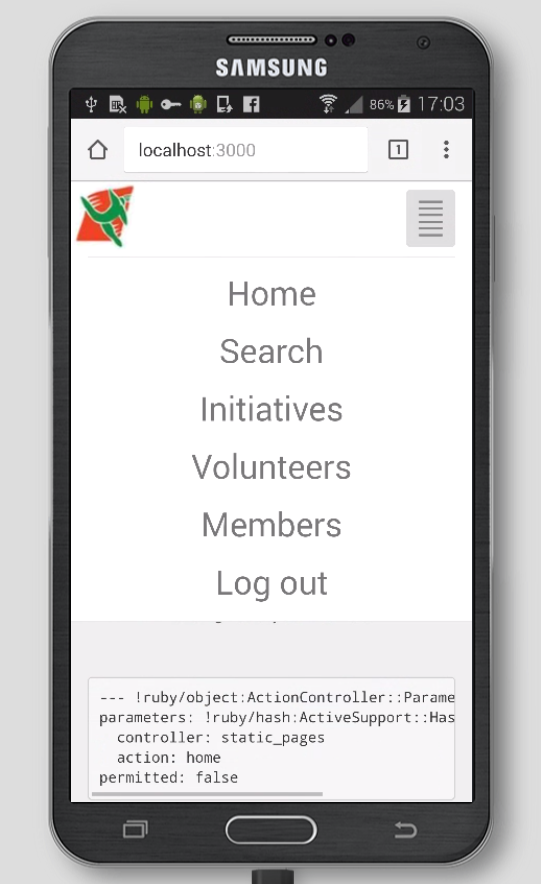 SAMSUNG
86% 17:03
localhost:3000 1
Home
Search
Initiatives
Volunteers
Members
Log out
--- !ruby/object:ActionController::Parame
parameters: !ruby/hash:ActiveSupport::Has
controller: static_pages
action: home
permitted: false